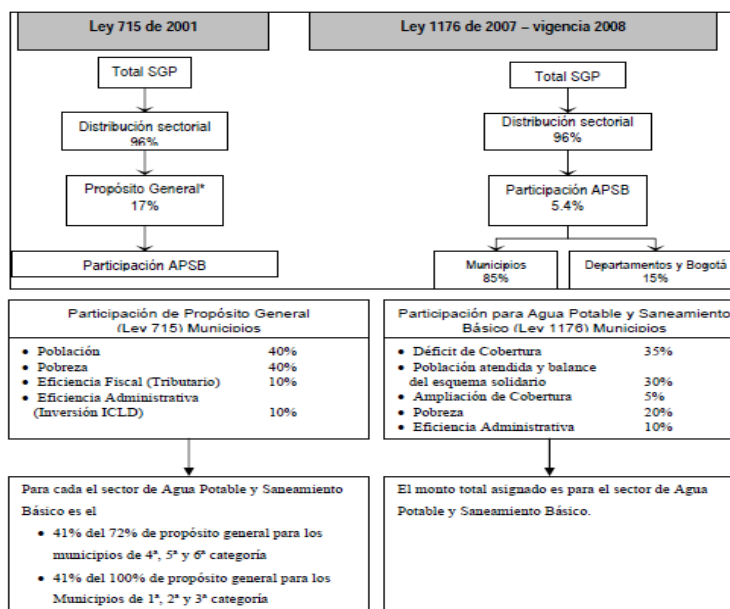 Ley 715 de 2001
Total SGP
Distribución sectorial
96%
Propósito General*
17%
Participación APSB
Ley 1176 de 2007 – vigencia 2008
Total SGP
Distribución sectorial
96%
Participación APSB
5.4%
Municipios
85%
Departamentos y Bogotá
15%
Participación de Propósito General
(Ley 715) Municipios
• Población 40%
• Pobreza 40%
• Eficiencia Fiscal (Tributario) 10%
• Eficiencia Administrativa
(Inversión ICLD) 10%
Para cada el sector de Agua Potable y Saneamiento
Básico es el
• 41% del 72% de propósito general para los
municipios de 4ª, 5ª y 6ª categoría
• 41% del 100% de propósito general para los
Municipios de 1ª, 2ª y 3ª categoría
Participación para Agua Potable y Saneamiento
Básico (Ley 1176) Municipios
• Déficit de Cobertura 35%
• Población atendida y balance
del esquema solidario 30%
• Ampliación de Cobertura 5%
• Pobreza 20%
• Eficiencia Administrativa 10%
El monto total asignado es para el sector de Agua
Potable y Saneamiento Básico.